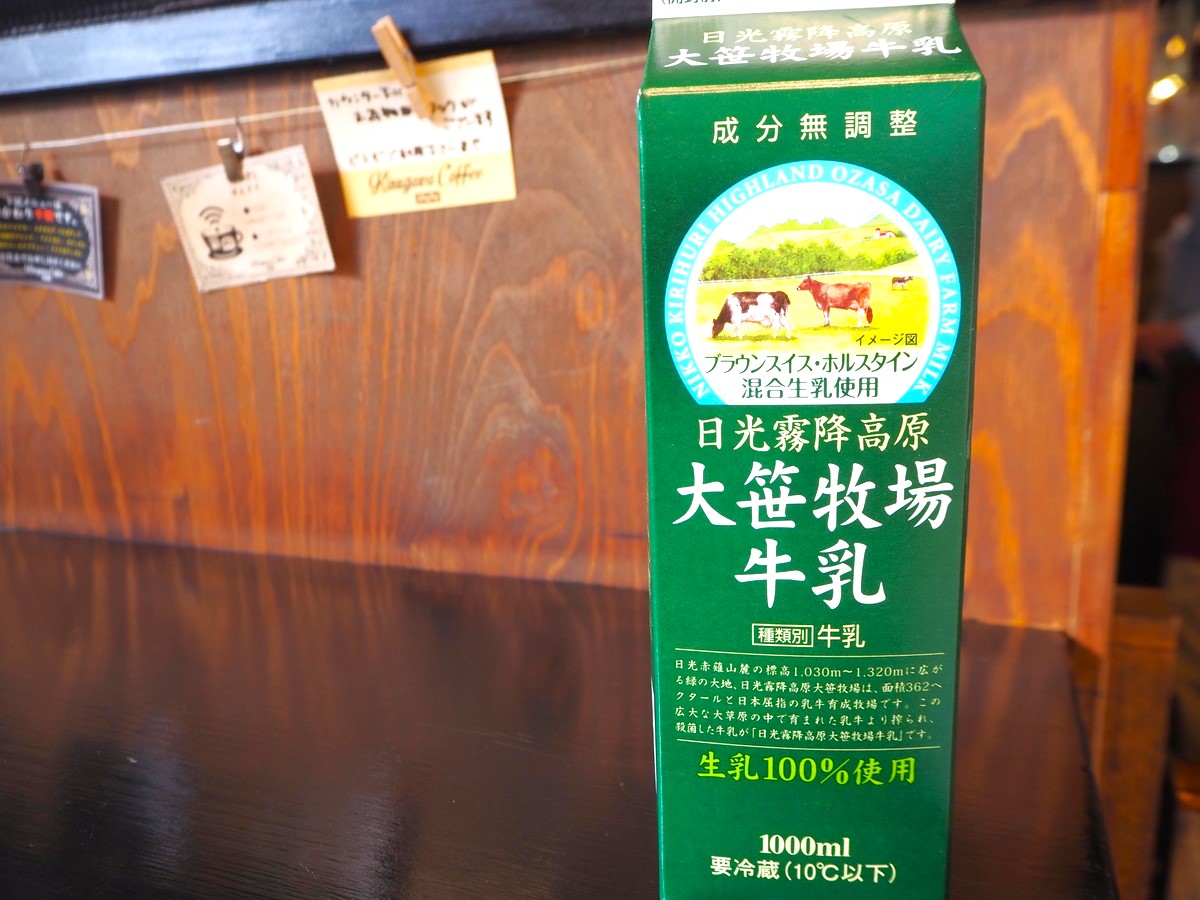 日光霧降高原
大笹牧場牛乳
成分無調整
NIKKO KIRIHURI HIGHLAND OZASA DAIRY FARM MILK
イメージ図
ブラウンスイス・ホルスタイン
混合生乳使用
日光霧降高原
大笹牧場
牛乳
種類別 牛乳
日光赤薙山麓の標高1,030m～1,320mに広が
る緑の大地、日光霧降高原大笹牧場は、面積362ヘ
クタールと日本屈指の乳牛育成牧場です。この
広大な大草原の中で育まれた乳牛より搾られ、
殺菌した牛乳が「日光霧降高原大笹牧場牛乳」です。
生乳100%使用
1000ml
要冷蔵(10℃以下)
Kinugawa Coffee